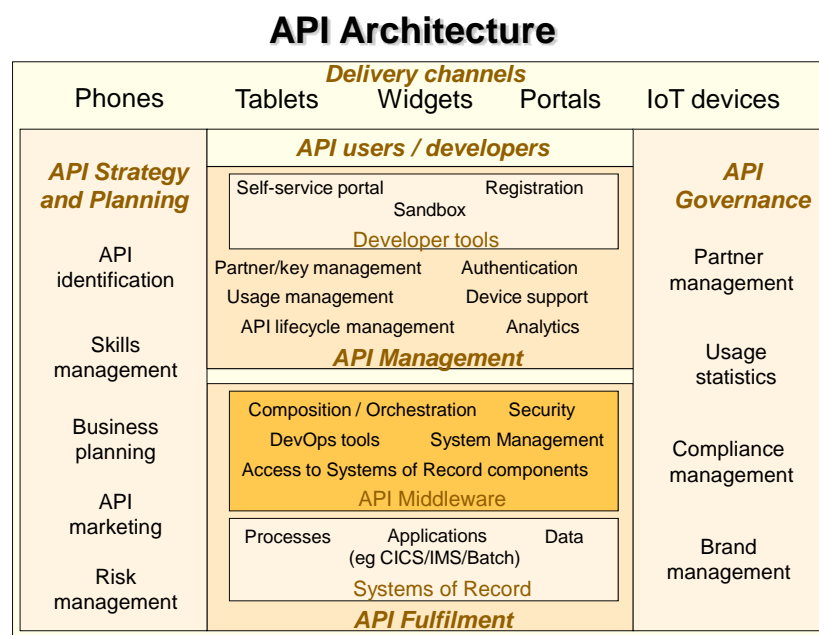 API Architecture
Delivery channels
Phones Tablets Widgets Portals IoT devices
API Strategy
and Planning
API
identification
Skills
management
Business
planning
API
marketing
Risk
management
API users / developers
Self-service portal Registration
Sandbox
Developer tools
Partner/key management Authentication
Usage management Device support
API lifecycle management Analytics
API Management
Composition / Orchestration Security
DevOps tools System Management
Access to Systems of Record components
API Middleware
Processes Applications Data
(eg CICS/IMS/Batch)
Systems of Record
API Fulfilment
API
Governance
Partner
management
Usage
statistics
Compliance
management
Brand
management